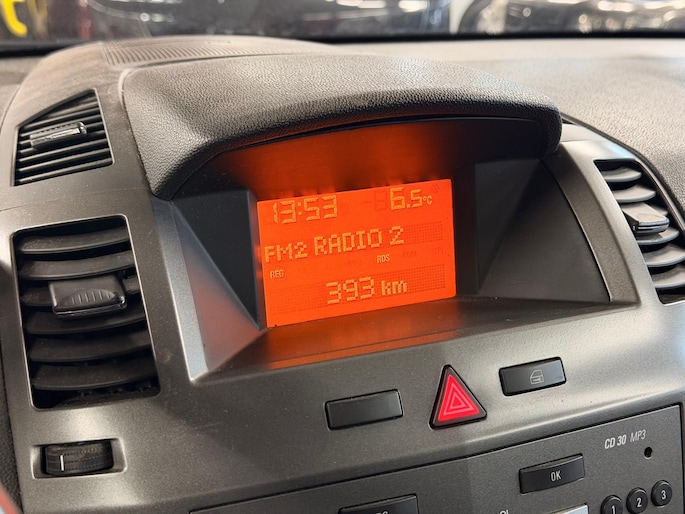 13:53 6.5°C
FM2 RADIO 2
REG RDS
393 km
CD 30 MP3
OK
1 2 3